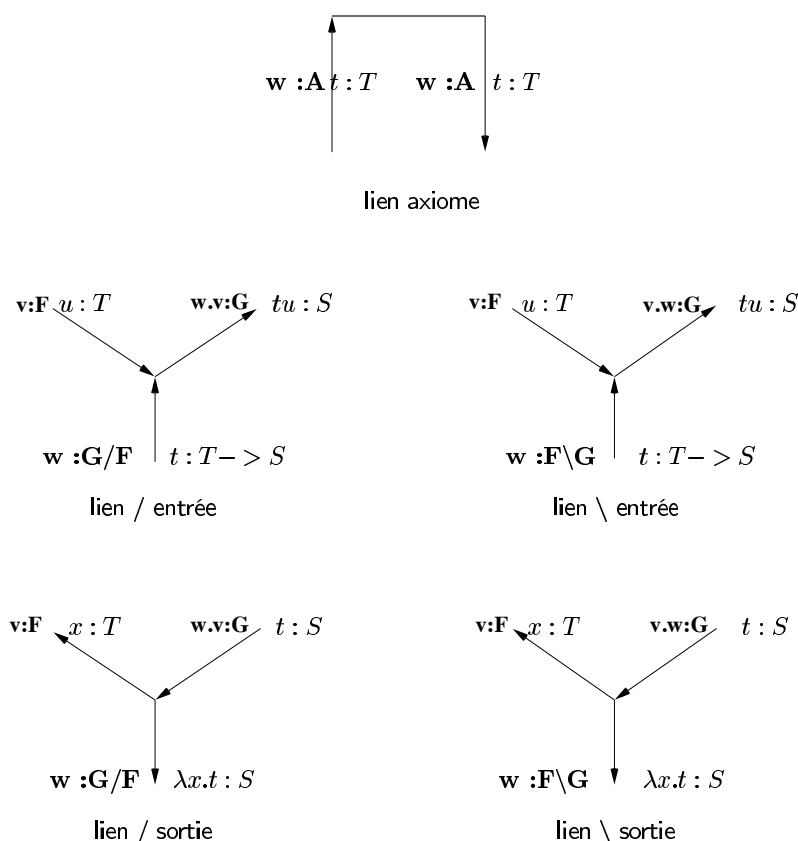 w :A t : T w :A t : T
lien axiome
v:F u : T w.v:G tu : S v:F u : T v.w:G tu : S
w :G/F t : T− > S w :F\G t : T− > S
lien / entrée lien \ entrée
v:F x : T w.v:G t : S v:F x : T v.w:G t : S
w :G/F λx.t : S w :F\G λx.t : S
lien / sortie lien \ sortie